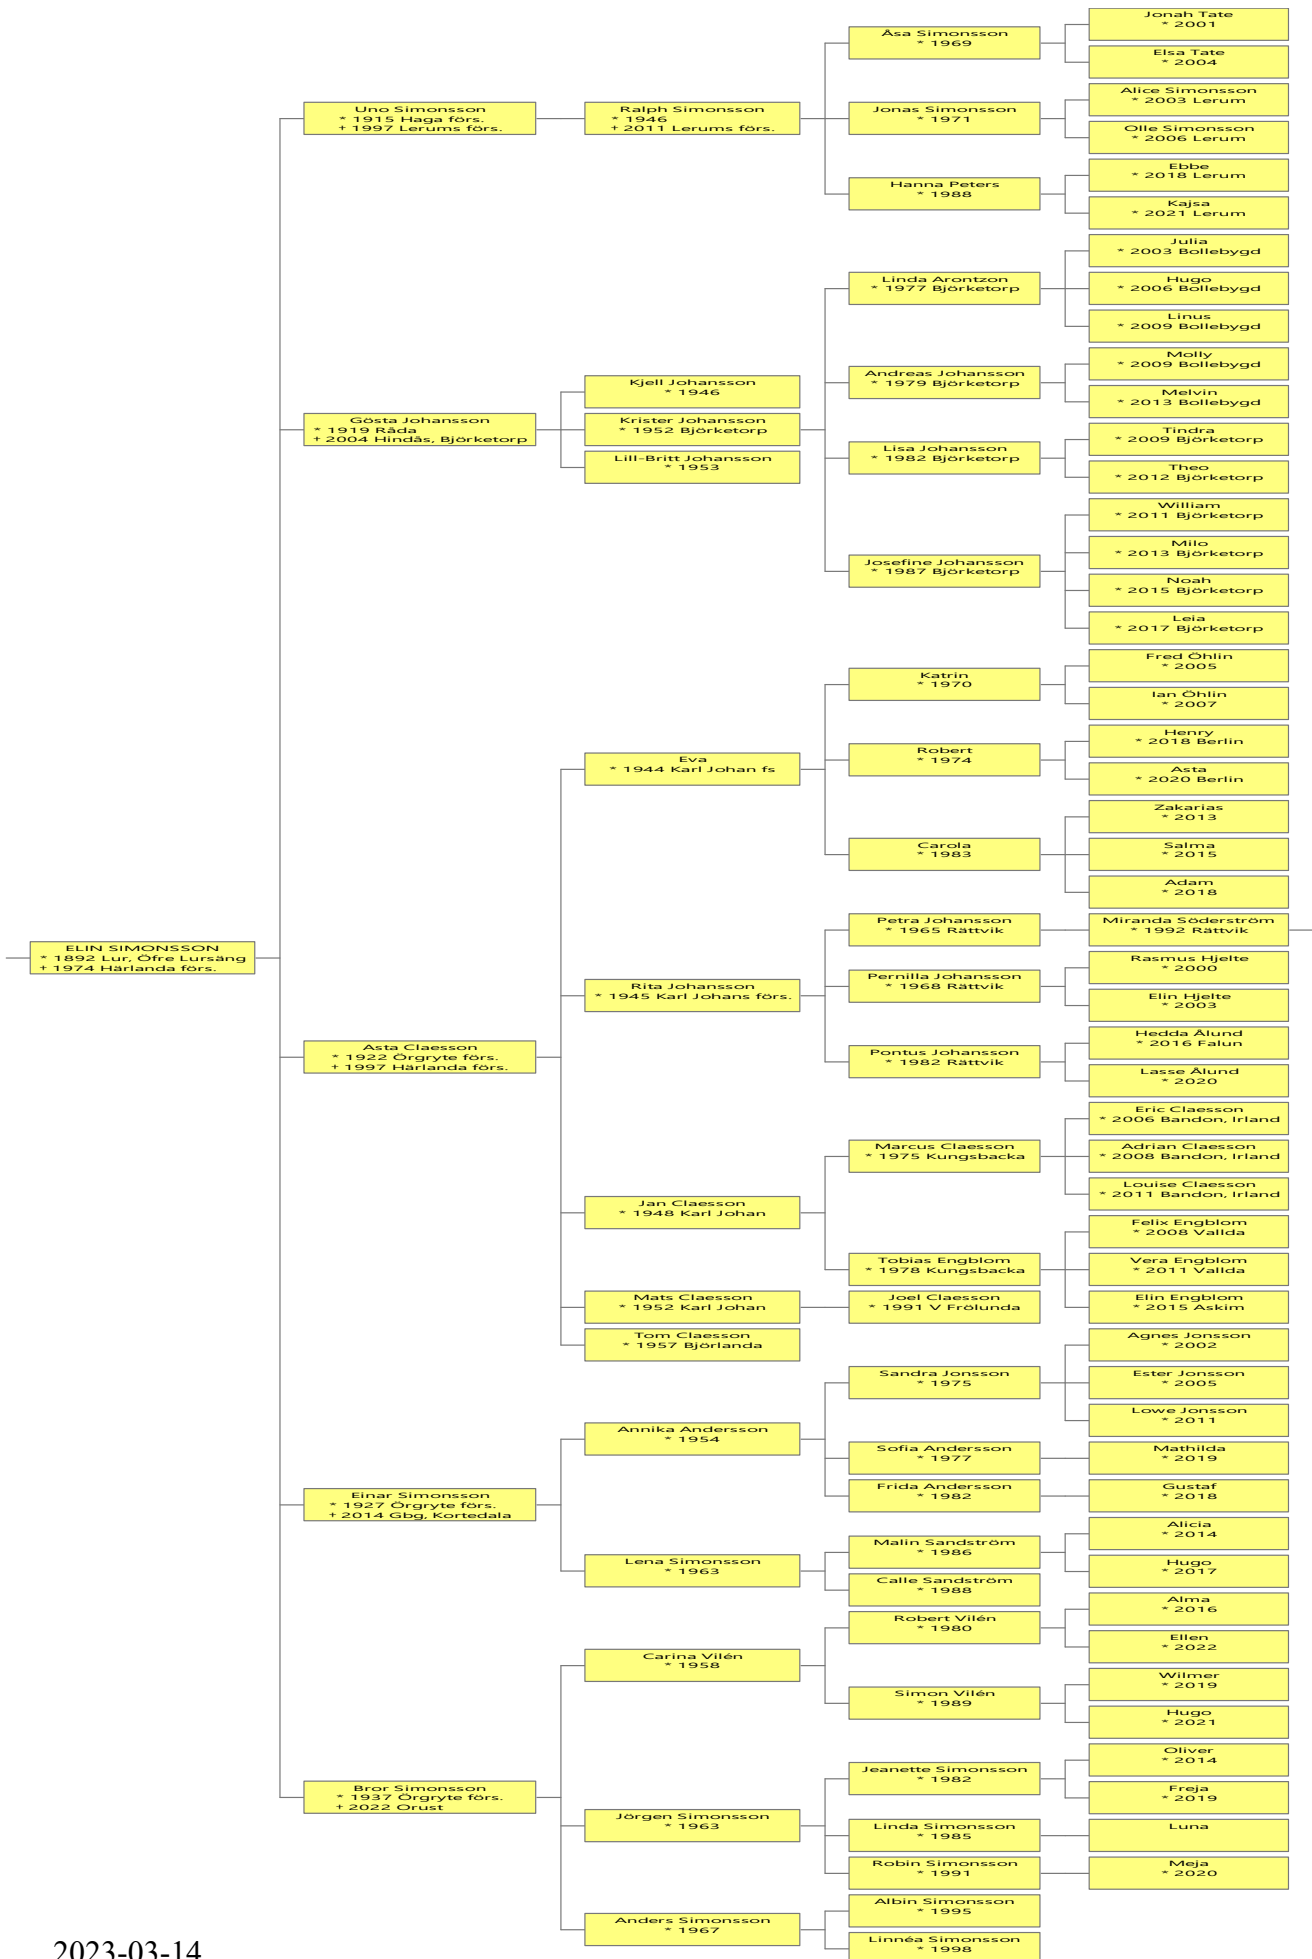 Jonah Tate
* 2001
Åsa Simonsson
* 1969
Elsa Tate
* 2004
Uno Simonsson
* 1915 Haga förs.
+ 1997 Lerums förs.
Ralph Simonsson
* 1946
+ 2011 Lerums förs.
Jonas Simonsson
* 1971
Alice Simonsson
* 2003 Lerum
Olle Simonsson
* 2006 Lerum
Hanna Peters
* 1988
Ebbe
* 2018 Lerum
Kajsa
* 2021 Lerum
Julia
* 2003 Bollebygd
Linda Arontzon
* 1977 Björketorp
Hugo
* 2006 Bollebygd
Linus
* 2009 Bollebygd
Molly
* 2009 Bollebygd
Kjell Johansson
* 1946
Andreas Johansson
* 1979 Björketorp
Melvin
* 2013 Bollebygd
Gösta Johansson
* 1919 Råda
+ 2004 Hindås, Björketorp
Krister Johansson
* 1952 Björketorp
Lill-Britt Johansson
* 1953
Lisa Johansson
* 1982 Björketorp
Tindra
* 2009 Björketorp
Theo
* 2012 Björketorp
William
* 2011 Björketorp
Milo
* 2013 Björketorp
Josefine Johansson
* 1987 Björketorp
Noah
* 2015 Björketorp
Leia
* 2017 Björketorp
Fred Öhlin
* 2005
Katrin
* 1970
Ian Öhlin
* 2007
Eva
* 1944 Karl Johan fs
Robert
* 1974
Henry
* 2018 Berlin
Asta
* 2020 Berlin
Zakarias
* 2013
Carola
* 1983
Salma
* 2015
Adam
* 2018
ELIN SIMONSSON
* 1892 Lur, Öfre Lursäng
+ 1974 Härlanda förs.
Petra Johansson
* 1965 Rättvik
Miranda Söderström
* 1992 Rättvik
Rita Johansson
* 1945 Karl Johans förs.
Pernilla Johansson
* 1968 Rättvik
Rasmus Hjelte
* 2000
Elin Hjelte
* 2003
Asta Claesson
* 1922 Örgryte förs.
+ 1997 Härlanda förs.
Pontus Johansson
* 1982 Rättvik
Hedda Ålund
* 2016 Falun
Lasse Ålund
* 2020
Eric Claesson
* 2006 Bandon, Irland
Marcus Claesson
* 1975 Kungsbacka
Adrian Claesson
* 2008 Bandon, Irland
Louise Claesson
* 2011 Bandon, Irland
Jan Claesson
* 1948 Karl Johan
Felix Engblom
* 2008 Vallda
Tobias Engblom
* 1978 Kungsbacka
Vera Engblom
* 2011 Vallda
Elin Engblom
* 2015 Askim
Mats Claesson
* 1952 Karl Johan
Joel Claesson
* 1991 V Frölunda
Tom Claesson
* 1957 Björlanda
Agnes Jonsson
* 2002
Sandra Jonsson
* 1975
Ester Jonsson
* 2005
Lowe Jonsson
* 2011
Annika Andersson
* 1954
Sofia Andersson
* 1977
Mathilda
* 2019
Einar Simonsson
* 1927 Örgryte förs.
+ 2014 Gbg, Kortedala
Frida Andersson
* 1982
Gustaf
* 2018
Lena Simonsson
* 1963
Malin Sandström
* 1986
Alicia
* 2014
Hugo
* 2017
Calle Sandström
* 1988
Carina Vilén
* 1958
Robert Vilén
* 1980
Alma
* 2016
Ellen
* 2022
Simon Vilén
* 1989
Wilmer
* 2019
Hugo
* 2021
Bror Simonsson
* 1937 Örgryte förs.
+ 2022 Orust
Jeanette Simonsson
* 1982
Oliver
* 2014
Freja
* 2019
Jörgen Simonsson
* 1963
Linda Simonsson
* 1985
Luna
Robin Simonsson
* 1991
Meja
* 2020
Anders Simonsson
* 1967
Albin Simonsson
* 1995
Linnéa Simonsson
* 1998
2023-03-14